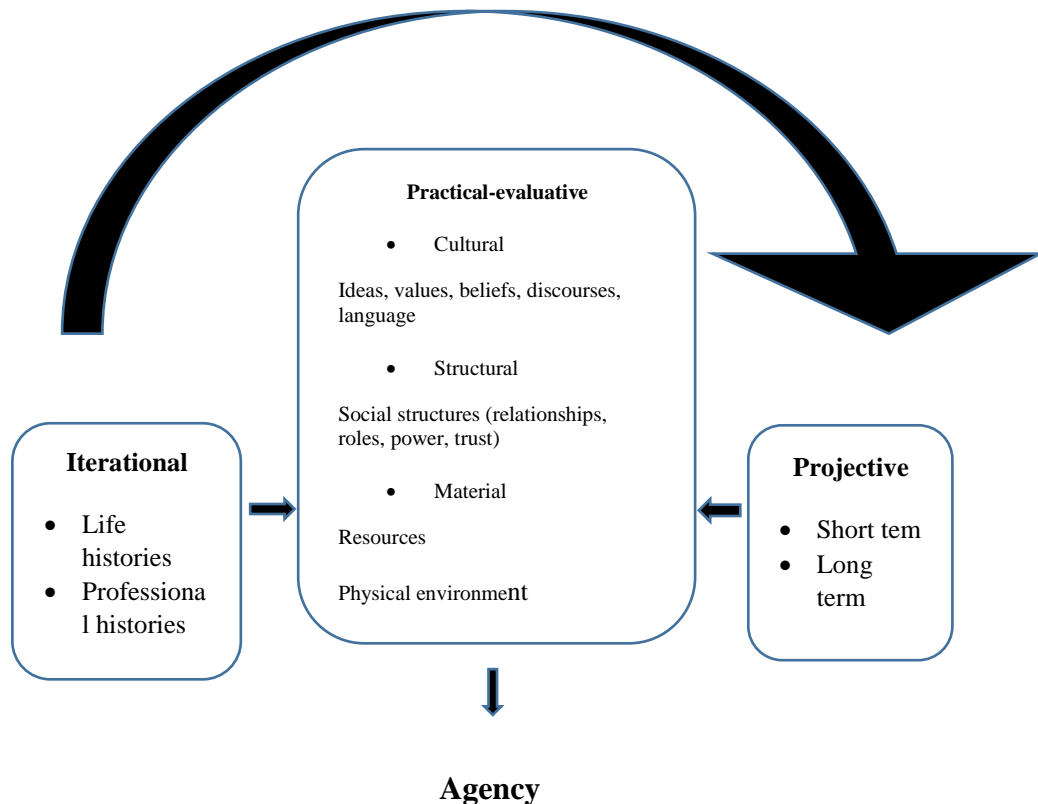 Practical-evaluative
• Cultural
Ideas, values, beliefs, discourses,
language
• Structural
Social structures (relationships,
roles, power, trust)
• Material
Resources
Physical environment
Iterational
• Life
histories
• Professiona
l histories
Projective
• Short tem
• Long
term
Agency